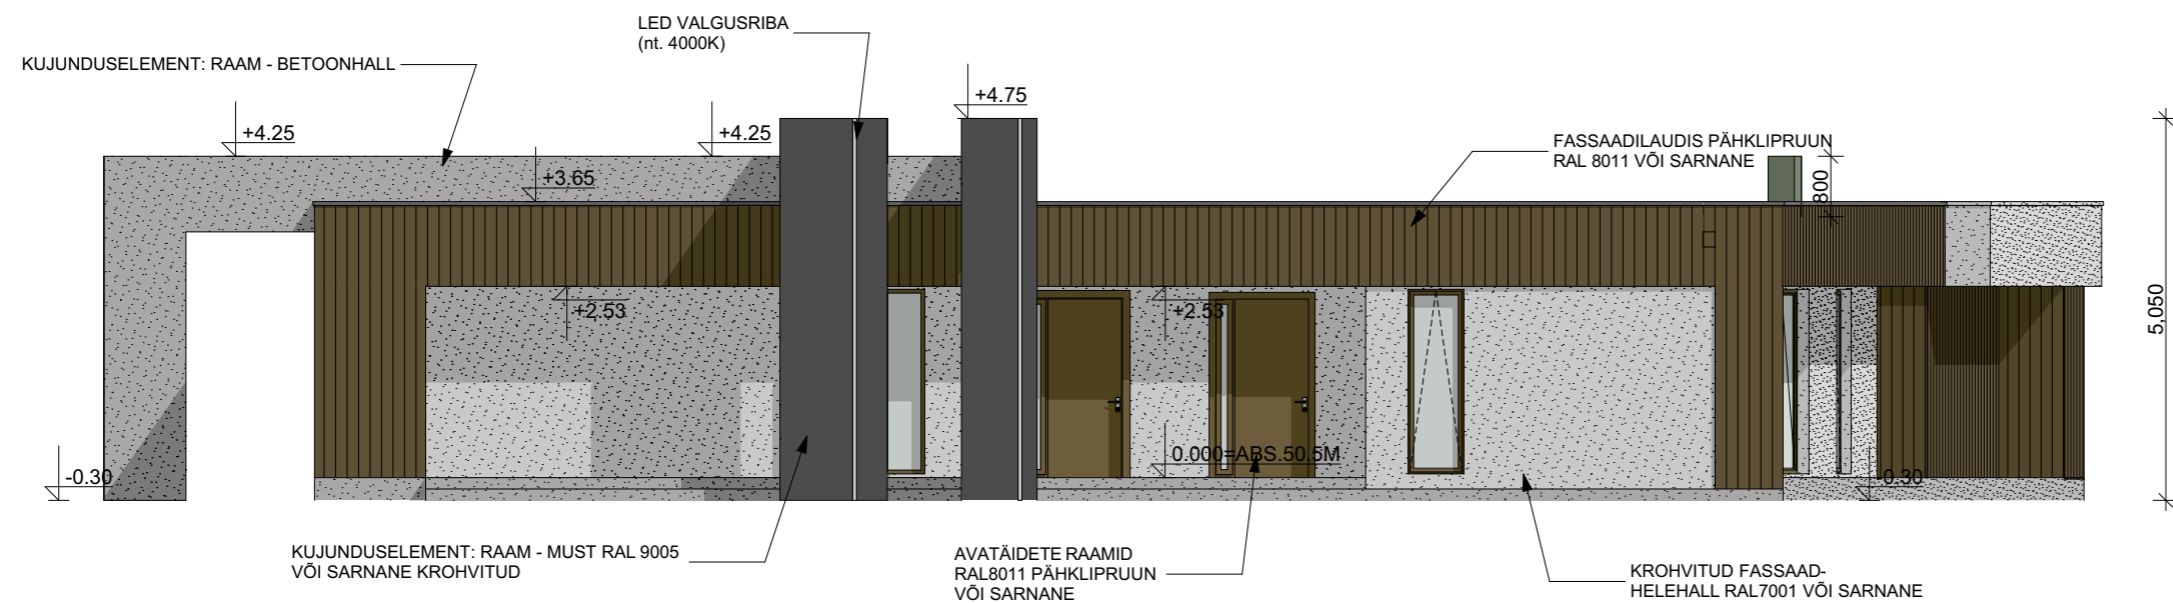 LED VALGUSRIBA
(nt. 4000K)
KUJUNDUSELEMENT: RAAM - BETOONHALL
+4.75
+4.25
+4.25
FASSAADILAUDIS PÄHKLIPRUUN
RAL 8011 VÕI SARNANE
+3.65
800
+2.53
+2.53
5,050
0.000=ABS.50.5M
-0.30
-0.30
KUJUNDUSELEMENT: RAAM - MUST RAL 9005
VÕI SARNANE KROHVITUD
AVATÄIDETE RAAMID
RAL8011 PÄHKLIPRUUN
VÕI SARNANE
KROHVITUD FASSAAD-
HELEHALL RAL7001 VÕI SARNANE